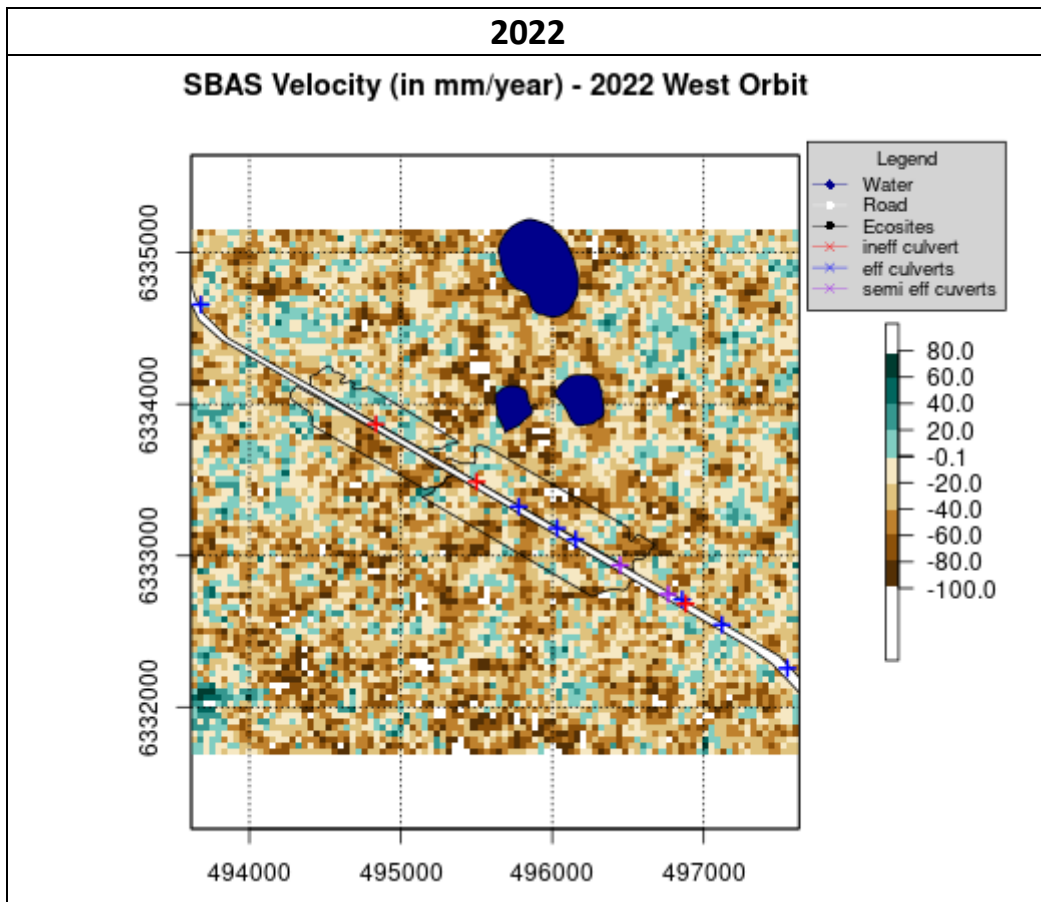 2022
SBAS Velocity (in mm/year) - 2022 West Orbit
Legend
Water
Road
Ecosites
ineff culvert
eff culverts
semi eff cuverts
6335000
6334000
6333000
6332000
80.0
60.0
40.0
20.0
-0.1
-20.0
-40.0
-60.0
-80.0
-100.0
494000 495000 496000 497000